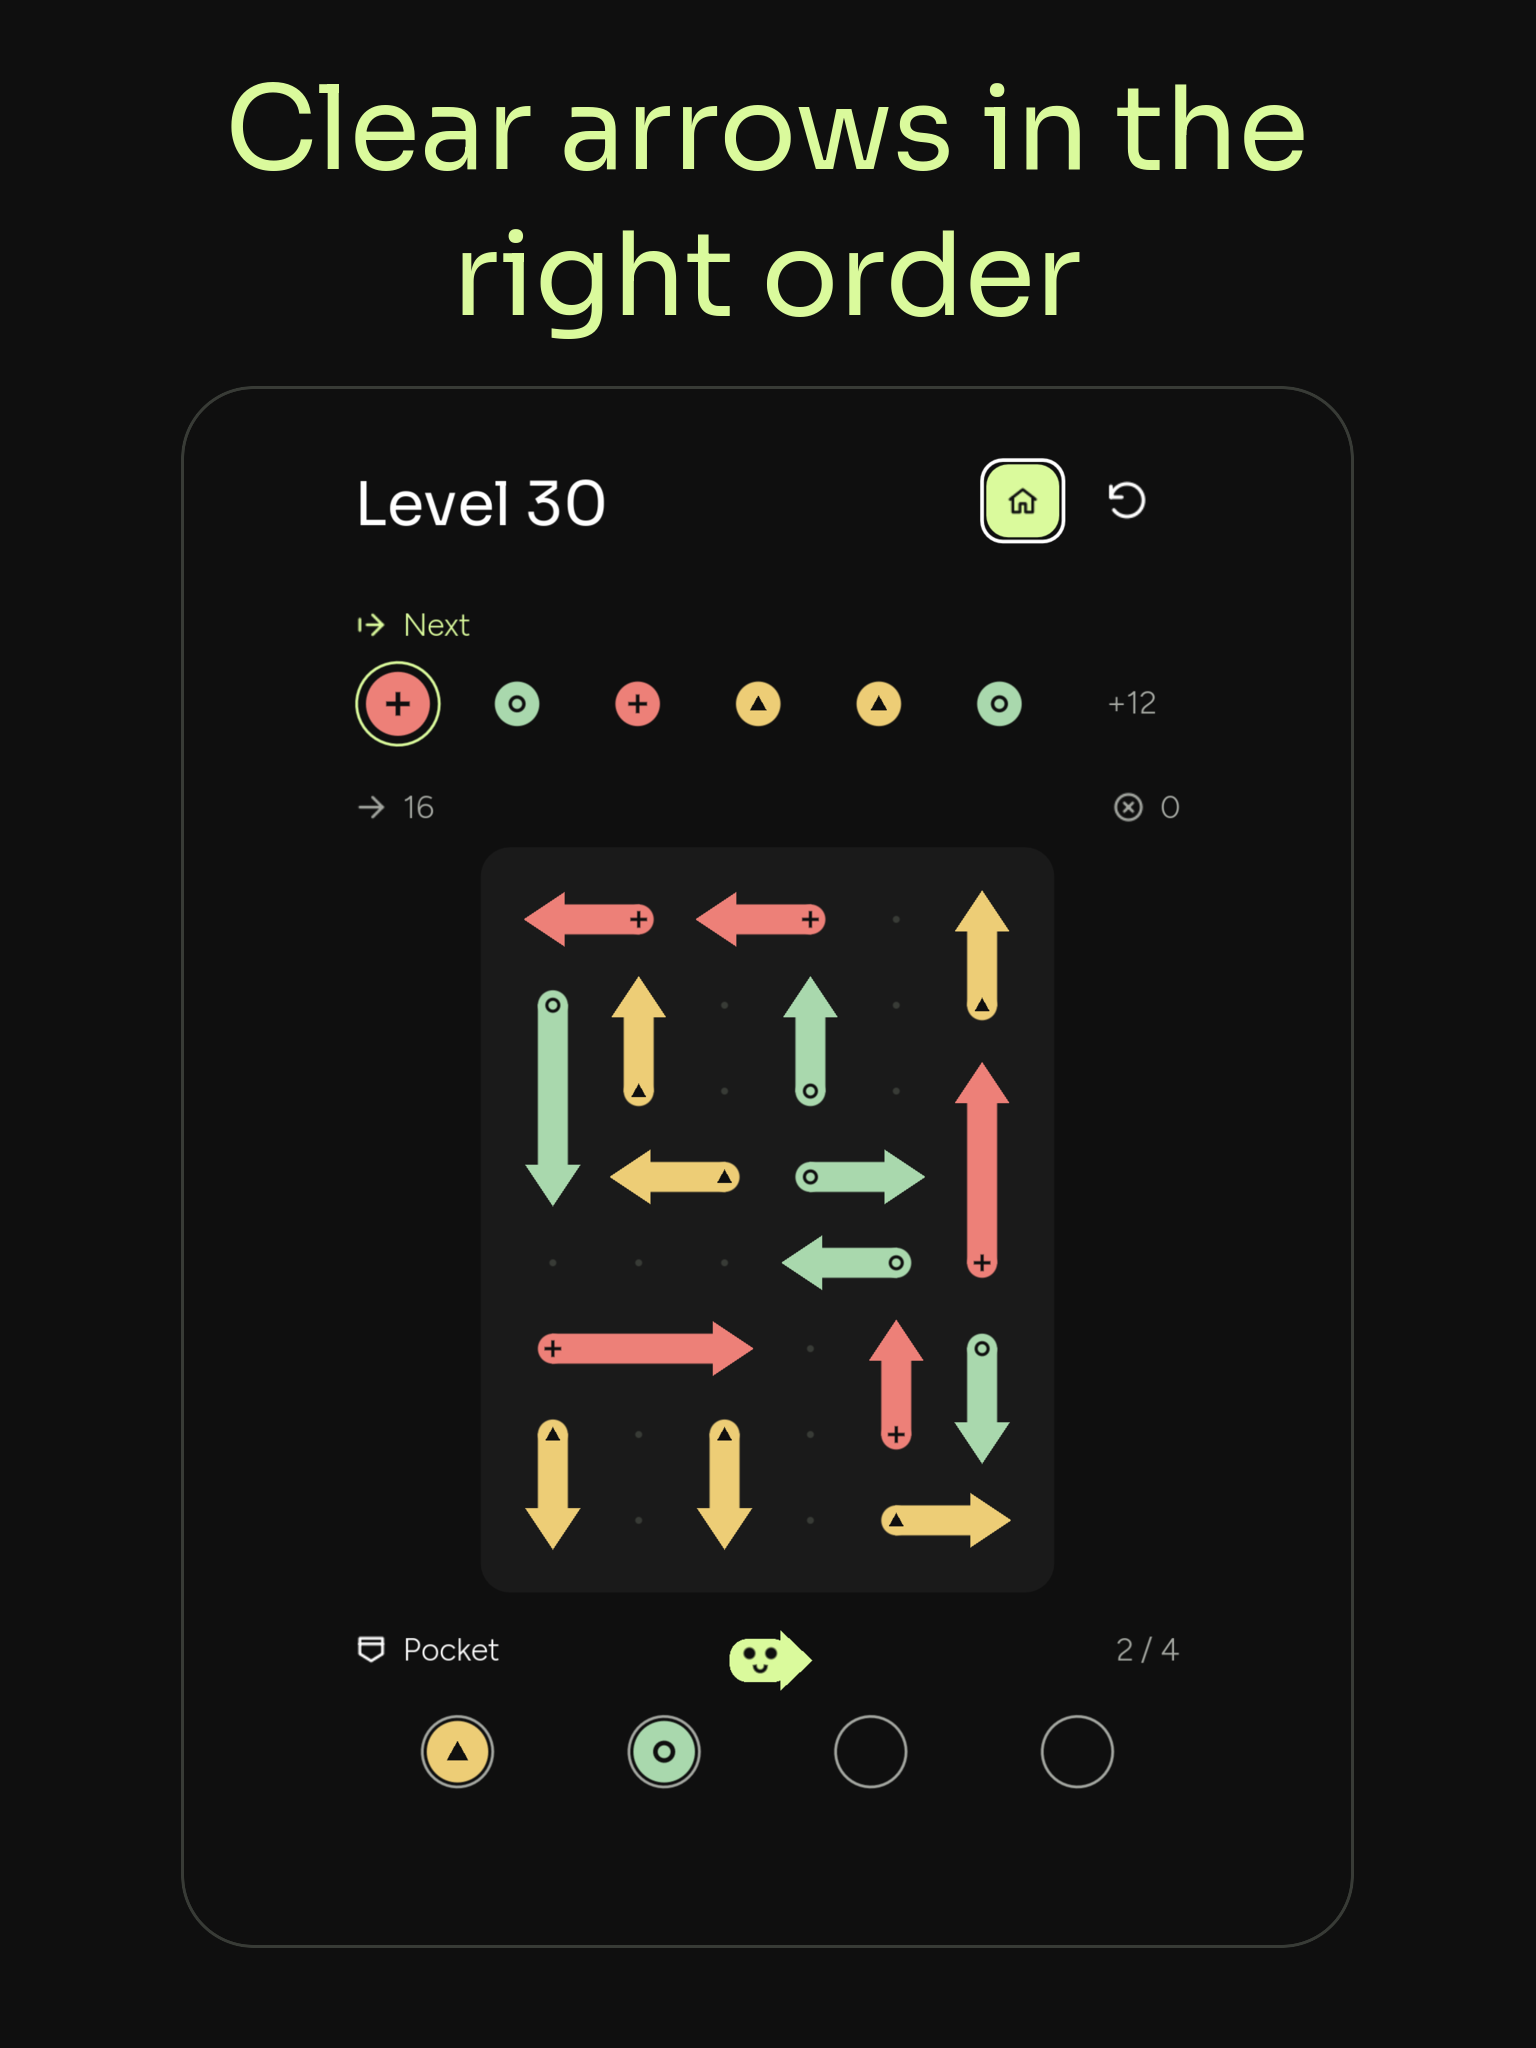 Clear arrows in the
right order
Level 30
Next
+12
16
0
Pocket
2 / 4